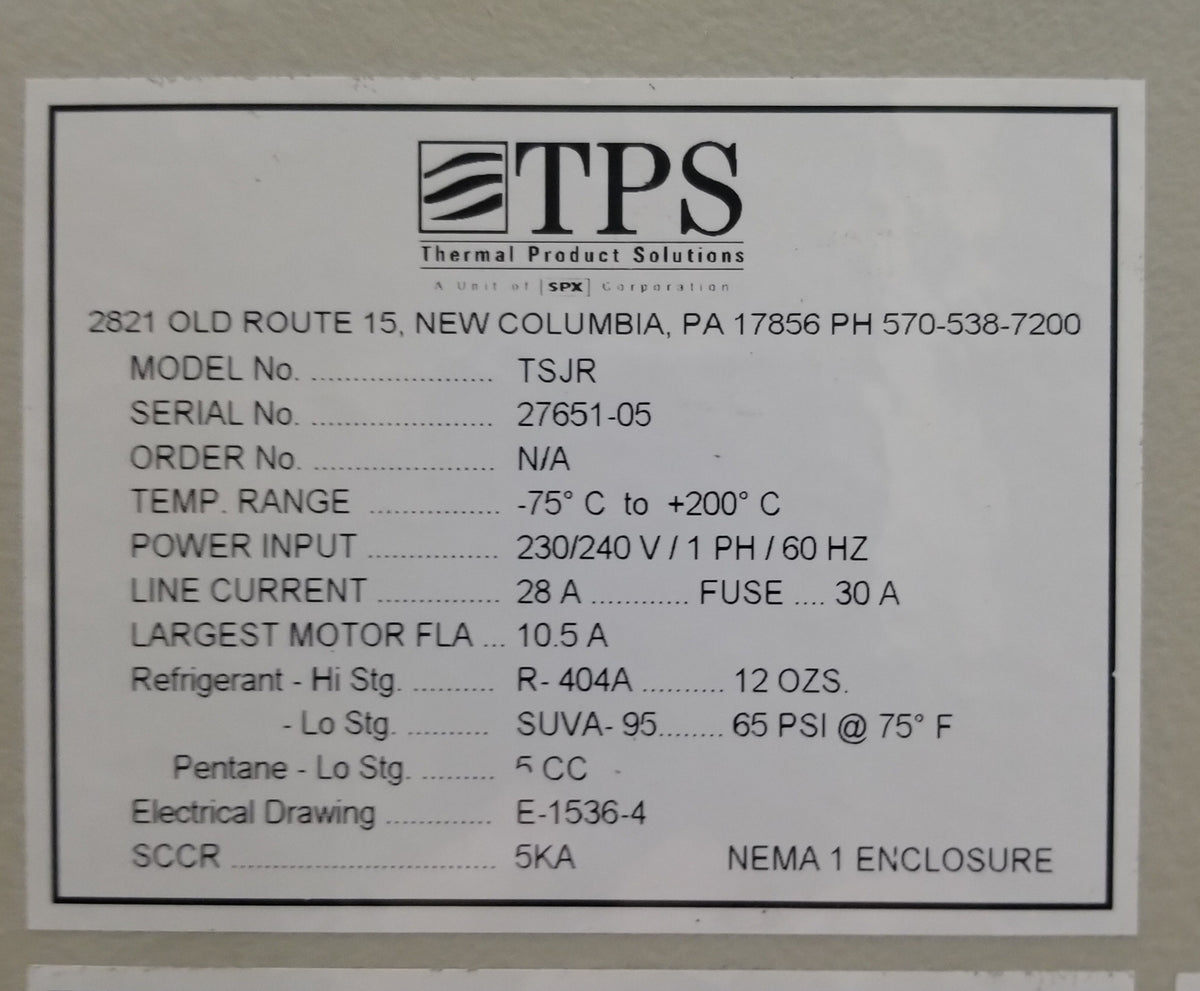 TPS
Thermal Product Solutions
A Unit of SPX Corporation
2821 OLD ROUTE 15, NEW COLUMBIA, PA 17856 PH 570-538-7200
MODEL No. ...................... TSJR
SERIAL No. ...................... 27651-05
ORDER No. ...................... N/A
TEMP. RANGE ................ -75° C to +200° C
POWER INPUT ................ 230/240 V / 1 PH / 60 HZ
LINE CURRENT ............... 28 A ............ FUSE .... 30 A
LARGEST MOTOR FLA ... 10.5 A
Refrigerant - Hi Stg. .......... R- 404A .......... 12 OZS.
- Lo Stg. .......... SUVA- 95........ 65 PSI @ 75° F
Pentane - Lo Stg. ......... 5 CC
Electrical Drawing ............. E-1536-4
SCCR ................................ 5KA NEMA 1 ENCLOSURE